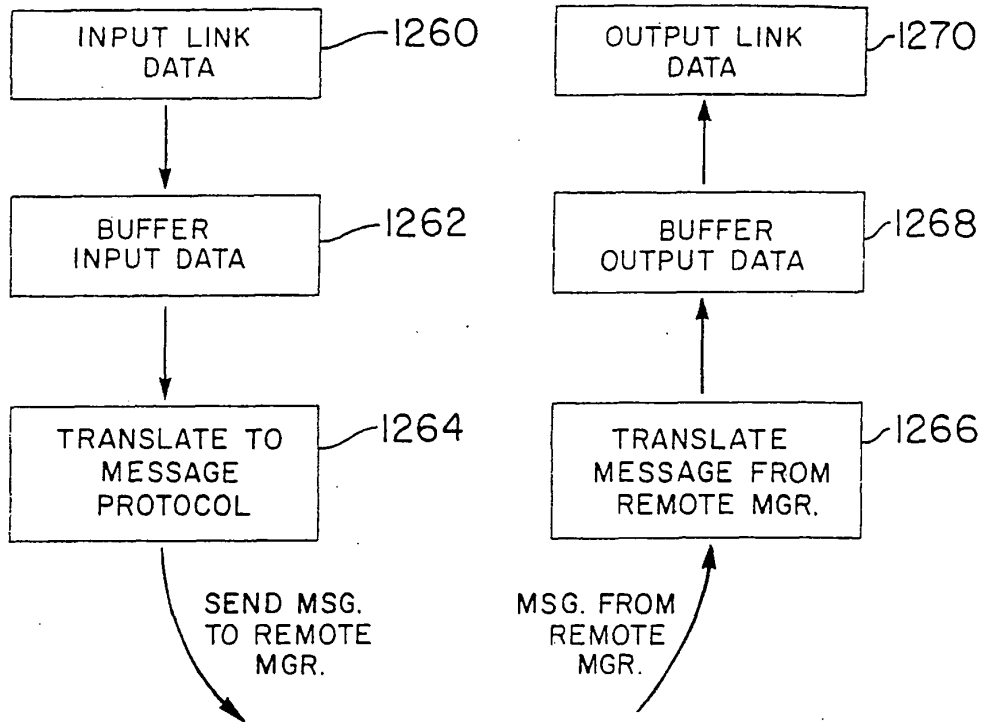 INPUT LINK
DATA
1260
BUFFER
INPUT DATA
1262
TRANSLATE TO
MESSAGE
PROTOCOL
1264
SEND MSG.
TO REMOTE
MGR.
OUTPUT LINK
DATA
1270
BUFFER
OUTPUT DATA
1268
TRANSLATE
MESSAGE FROM
REMOTE MGR.
1266
MSG. FROM
REMOTE
MGR.